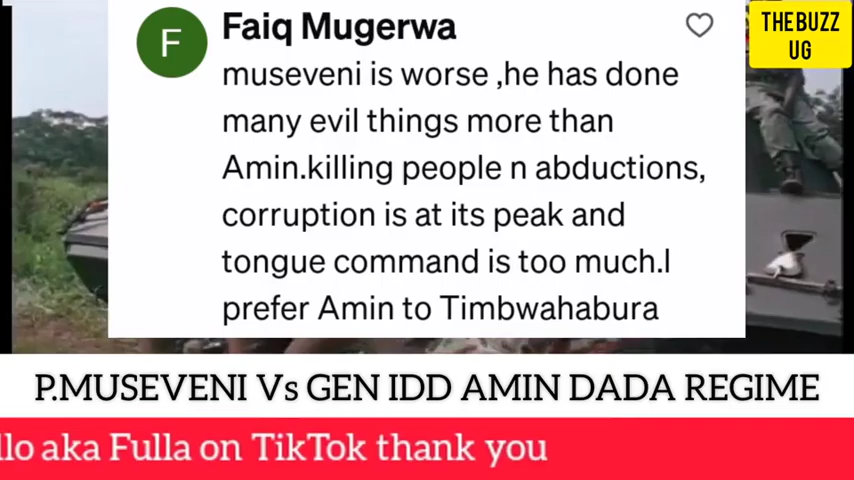 F
Faiq Mugerwa
THE BUZZ
UG
museveni is worse ,he has done
many evil things more than
Amin.killing people n abductions,
corruption is at its peak and
tongue command is too much.I
prefer Amin to Timbwahabura
P.MUSEVENI Vs GEN IDD AMIN DADA REGIME
aka Fulla on TikTok thank you